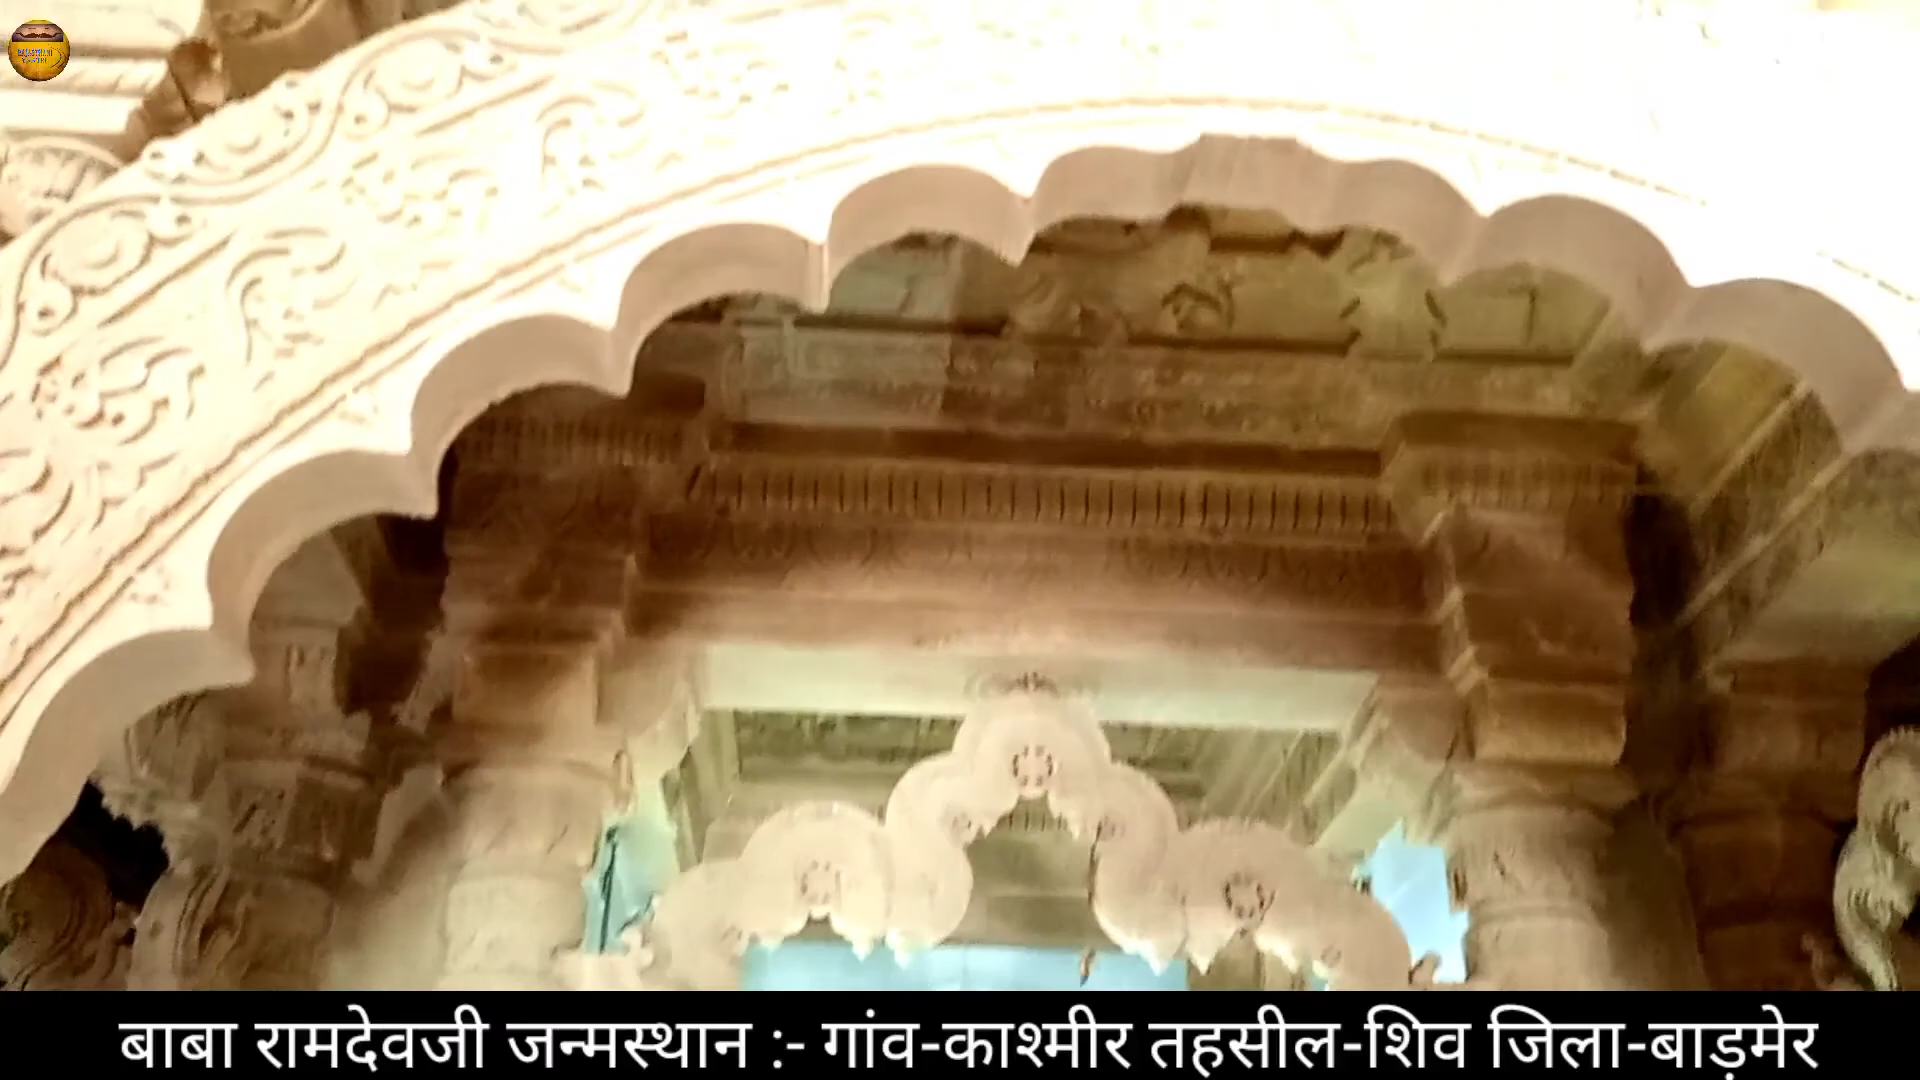 बाबा रामदेवजी जन्मस्थान :- गांव-काश्मीर तहसील-शिव जिला-बाड़मेर